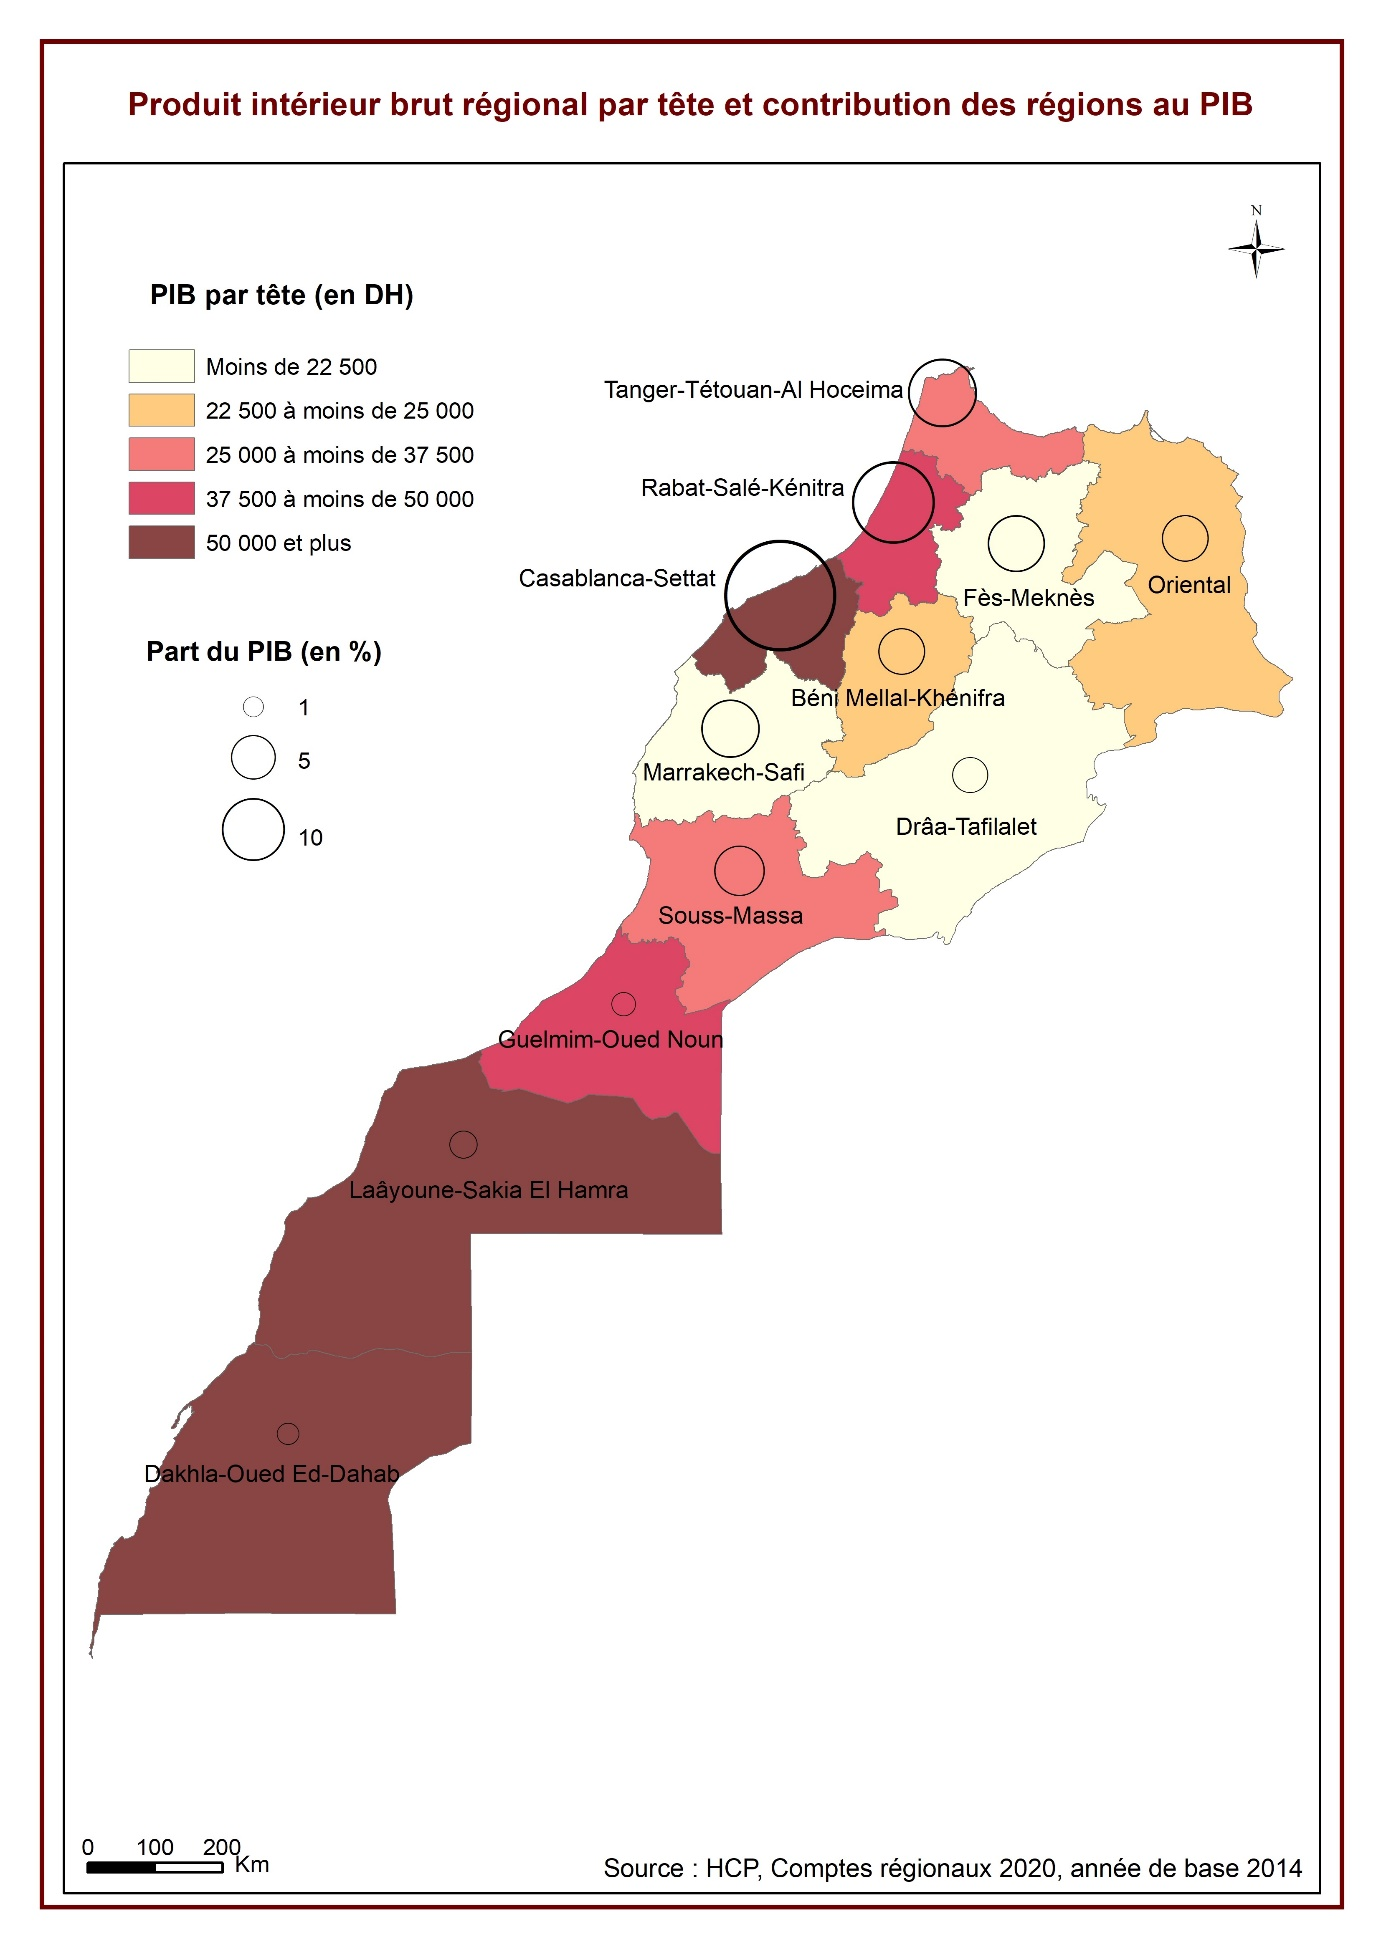 Produit intérieur brut régional par tête et contribution des régions au PIB
N
PIB par tête (en DH)
Moins de 22 500
22 500 à moins de 25 000
25 000 à moins de 37 500
37 500 à moins de 50 000
50 000 et plus
Part du PIB (en %)
1
5
10
Tanger-Tétouan-Al Hoceima
Rabat-Salé-Kénitra
Casablanca-Settat
Fès-Meknès
Oriental
Béni Mellal-Khénifra
Marrakech-Safi
Drâa-Tafilalet
Souss-Massa
Guelmim-Oued Noun
Laâyoune-Sakia El Hamra
Dakhla-Oued Ed-Dahab
0 100 200
Km
Source : HCP, Comptes régionaux 2020, année de base 2014